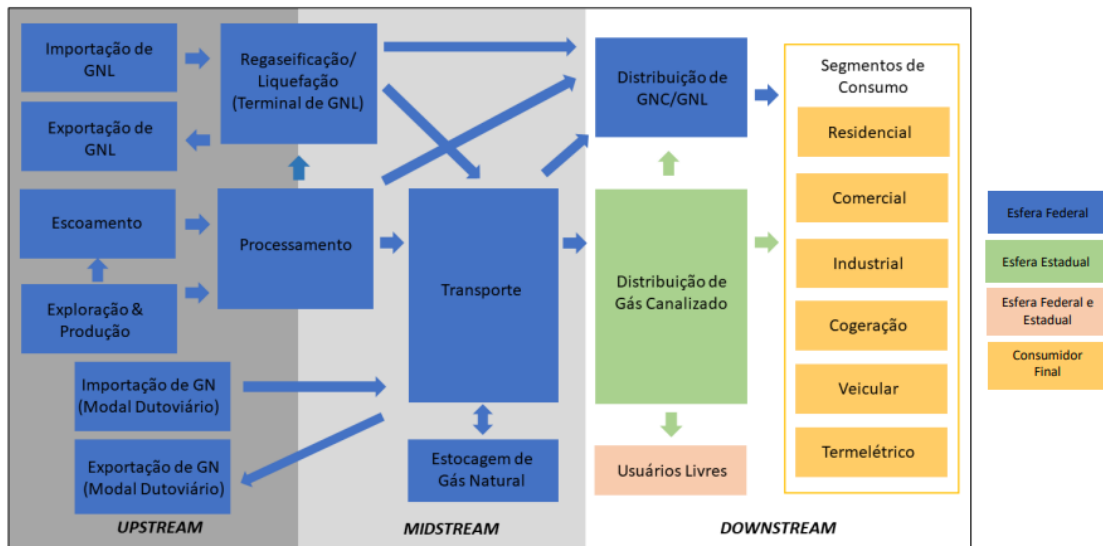 Importação de
GNL
Exportação de
GNL
Escoamento
Exploração &
Produção
Importação de GN
(Modal Dutoviário)
Exportação de GN
(Modal Dutoviário)
UPSTREAM
Regaseificação/
Liquefação
(Terminal de GNL)
Processamento
Transporte
Estocagem de
Gás Natural
MIDSTREAM
Distribuição de
GNC/GNL
Distribuição de
Gás Canalizado
Usuários Livres
DOWNSTREAM
Segmentos de
Consumo
Residencial
Comercial
Industrial
Cogeração
Veicular
Termelétrico
Esfera Federal
Esfera Estadual
Esfera Federal e
Estadual
Consumidor
Final